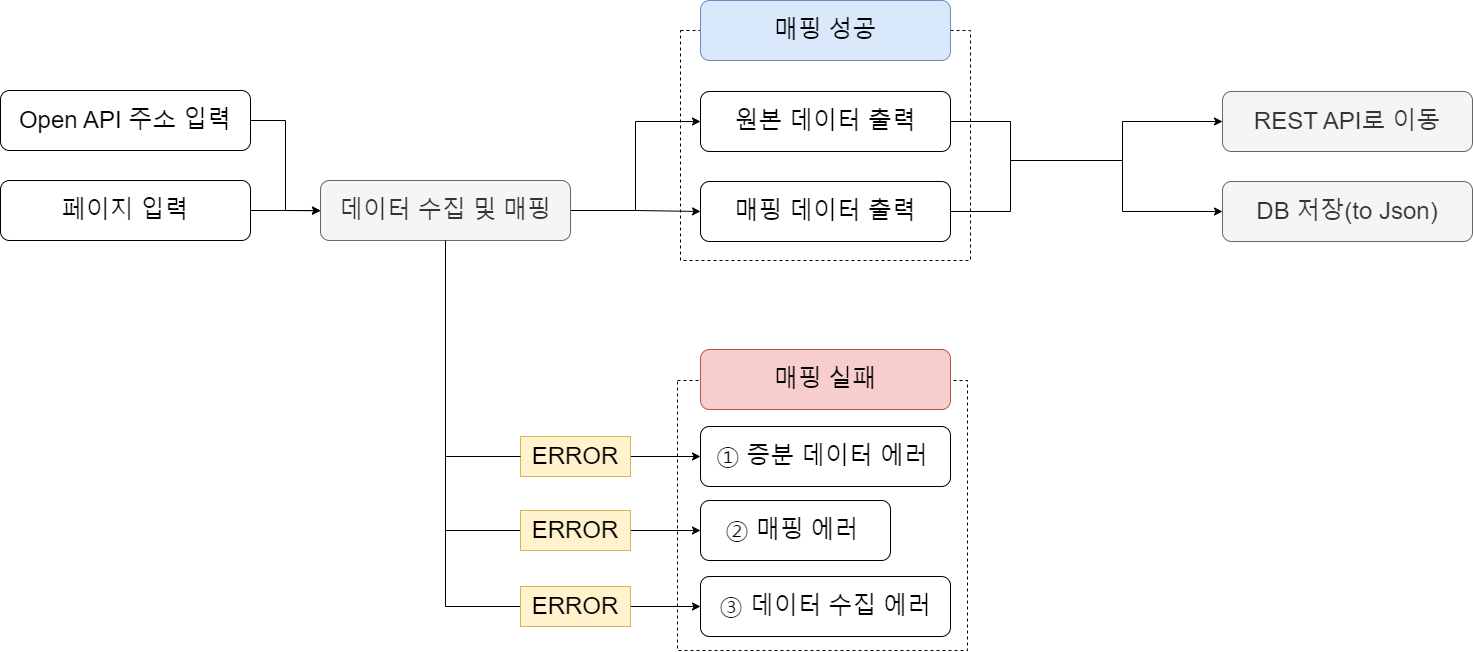 매핑 성공
Open API 주소 입력
원본 데이터 출력
REST API로 이동
페이지 입력
데이터 수집 및 매핑
매핑 데이터 출력
DB 저장(to Json)
매핑 실패
ERROR
① 증분 데이터 에러
ERROR
② 매핑 에러
ERROR
③ 데이터 수집 에러